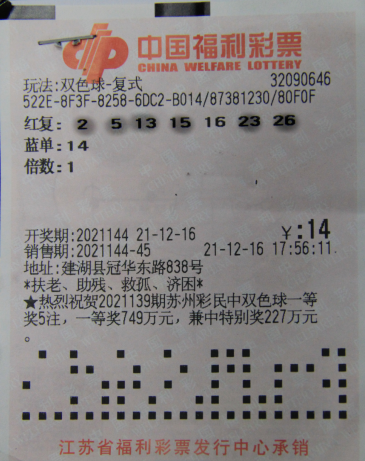 中国福利彩票
CHINA WELFARE LOTTERY
玩法:双色球-复式 32090646
522E-8F3F-8258-6DC2-B014/87381230/80F0F
红复: 2 5 13 15 16 23 26
蓝单:14
倍数:1
开奖期:2021144 21-12-16 ￥:14
销售期:2021144-45 21-12-16 17:56:11
地址:建湖县冠华东路838号
*扶老、助残、救孤、济困*
★热烈祝贺2021139期苏州彩民中双色球一等
奖5注，一等奖749万元，兼中特别奖227万元
。
江苏省福利彩票发行中心承销